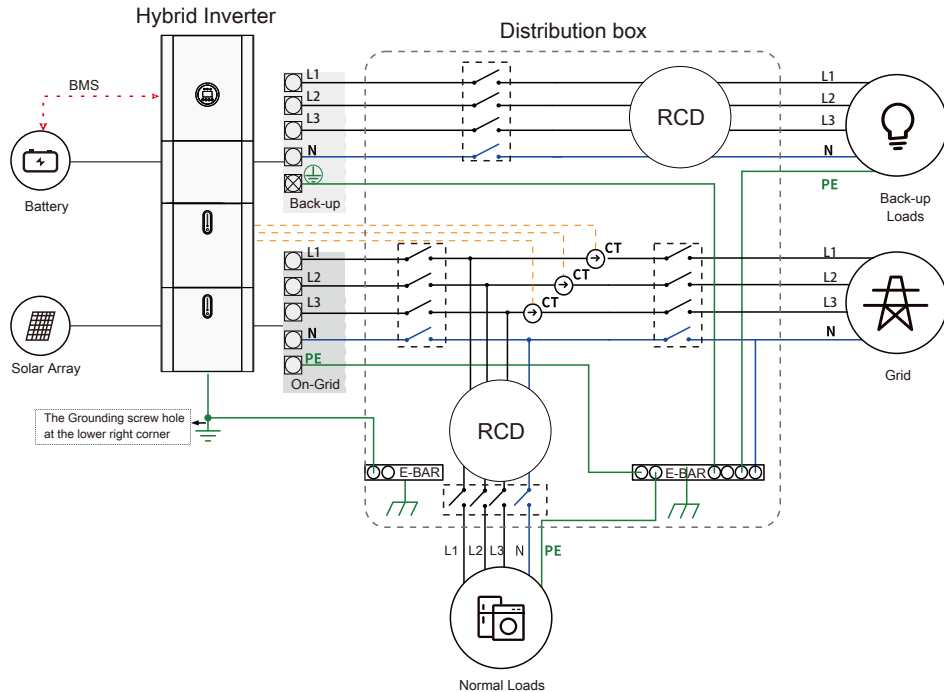 Hybrid Inverter
Distribution box
BMS
L1
L2
L3
N
Back-up
RCD
L1
L2
L3
N
PE
Battery
Back-up
Loads
L1
L2
L3
N
PE
On-Grid
CT
CT
CT
L1
L2
L3
N
Solar Array
Grid
The Grounding screw hole
at the lower right corner
RCD
E-BAR
E-BAR
L1
L2
L3
N
PE
Normal Loads